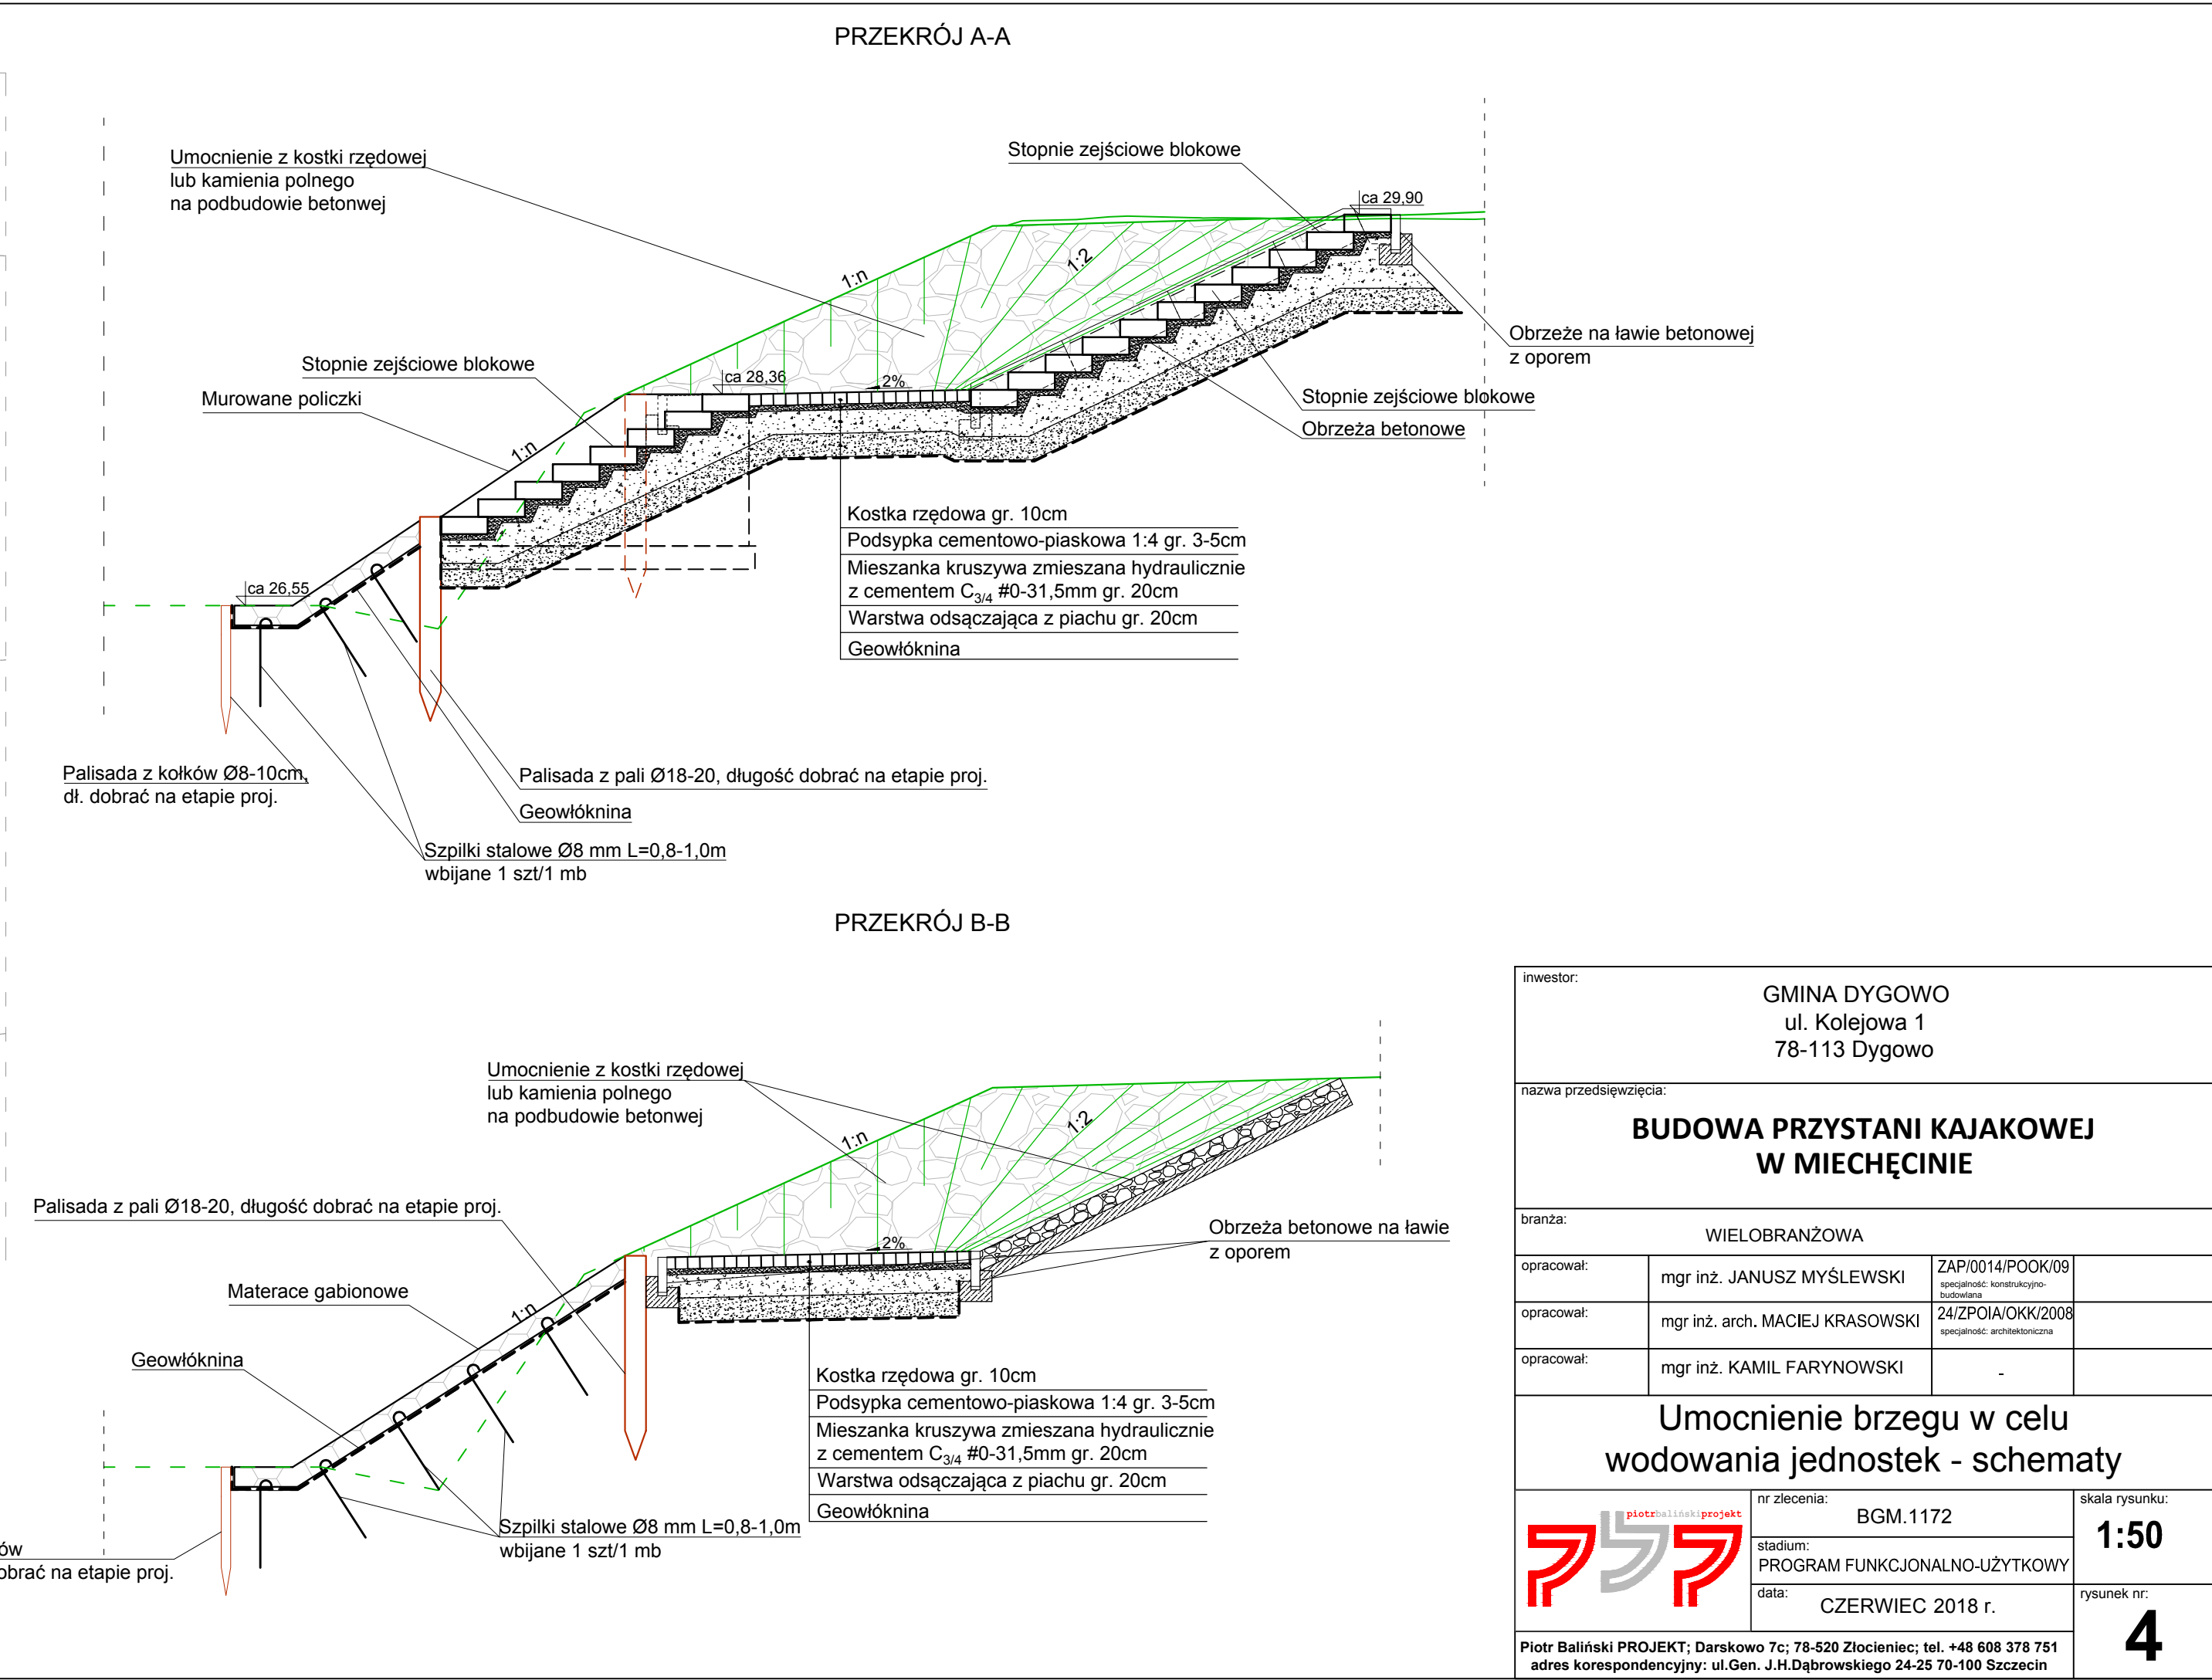 PRZEKRÓJ A-A
Umocnienie z kostki rzędowej
lub kamienia polnego
na podbudowie betonwej
Stopnie zejściowe blokowe
ca 29,90
1:n
1:2
Obrzeże na ławie betonowej
z oporem
Stopnie zejściowe blokowe
Murowane policzki
ca 28,36
2%
Stopnie zejściowe blokowe
Obrzeża betonowe
1:n
Kostka rzędowa gr. 10cm
Podsypka cementowo-piaskowa 1:4 gr. 3-5cm
Mieszanka kruszywa zmieszana hydraulicznie
z cementem C3/4 #0-31,5mm gr. 20cm
Warstwa odsączająca z piachu gr. 20cm
Geowłóknina
ca 26,55
Palisada z kołków Ø8-10cm,
dł. dobrać na etapie proj.
Palisada z pali Ø18-20, długość dobrać na etapie proj.
Geowłóknina
Szpilki stalowe Ø8 mm L=0,8-1,0m
wbijane 1 szt/1 mb
PRZEKRÓJ B-B
Umocnienie z kostki rzędowej
lub kamienia polnego
na podbudowie betonwej
1:n
1:2
Palisada z pali Ø18-20, długość dobrać na etapie proj.
2%
Obrzeża betonowe na ławie
z oporem
Materace gabionowe
1:n
Geowłóknina
Kostka rzędowa gr. 10cm
Podsypka cementowo-piaskowa 1:4 gr. 3-5cm
Mieszanka kruszywa zmieszana hydraulicznie
z cementem C3/4 #0-31,5mm gr. 20cm
Warstwa odsączająca z piachu gr. 20cm
Geowłóknina
Szpilki stalowe Ø8 mm L=0,8-1,0m
wbijane 1 szt/1 mb
ów
obrać na etapie proj.
inwestor:
GMINA DYGOWO
ul. Kolejowa 1
78-113 Dygowo
nazwa przedsięwzięcia:
BUDOWA PRZYSTANI KAJAKOWEJ
W MIECHĘCINIE
branża:
WIELOBRANŻOWA
opracował:
mgr inż. JANUSZ MYŚLEWSKI
ZAP/0014/POOK/09
specjalność: konstrukcyjno-
budowlana
opracował:
mgr inż. arch. MACIEJ KRASOWSKI
24/ZPOIA/OKK/2008
specjalność: architektoniczna
opracował:
mgr inż. KAMIL FARYNOWSKI
-
Umocnienie brzegu w celu
wodowania jednostek - schematy
piotrbalińskiprojekt
nr zlecenia:
BGM.1172
stadium:
PROGRAM FUNKCJONALNO-UŻYTKOWY
data:
CZERWIEC 2018 r.
skala rysunku:
1:50
rysunek nr:
4
Piotr Baliński PROJEKT; Darskowo 7c; 78-520 Złocieniec; tel. +48 608 378 751
adres korespondencyjny: ul.Gen. J.H.Dąbrowskiego 24-25 70-100 Szczecin